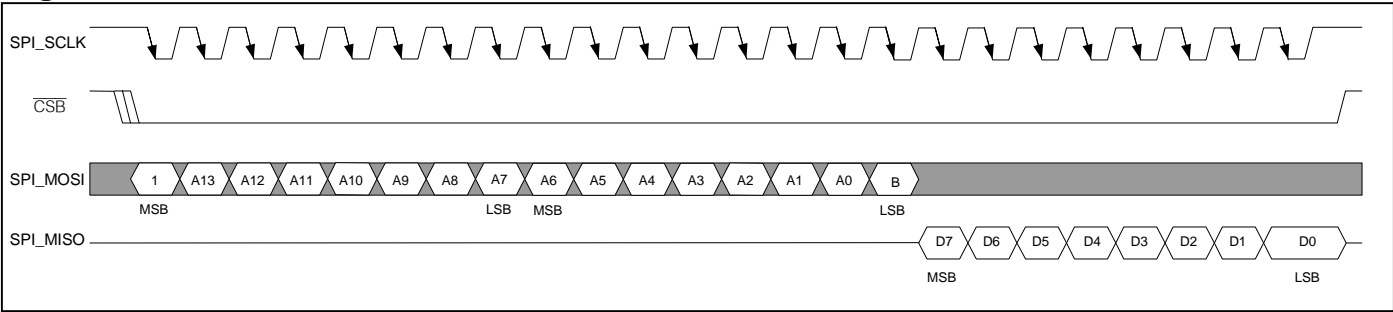 SPI_SCLK
CSB
SPI_MOSI 1 A13 A12 A11 A10 A9 A8 A7 A6 A5 A4 A3 A2 A1 A0 B
MSB LSB MSB LSB
SPI_MISO D7 D6 D5 D4 D3 D2 D1 D0
MSB LSB